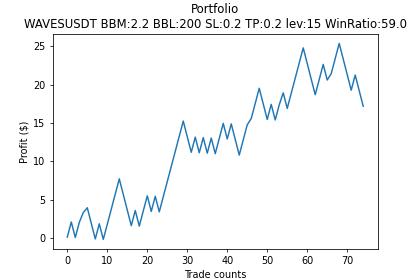 Portfolio
WAVESUSDT BBM:2.2 BBL:200 SL:0.2 TP:0.2 lev:15 WinRatio:59.0
25
20
15
10
5
0
Profit ($)
0 10 20 30 40 50 60 70
Trade counts